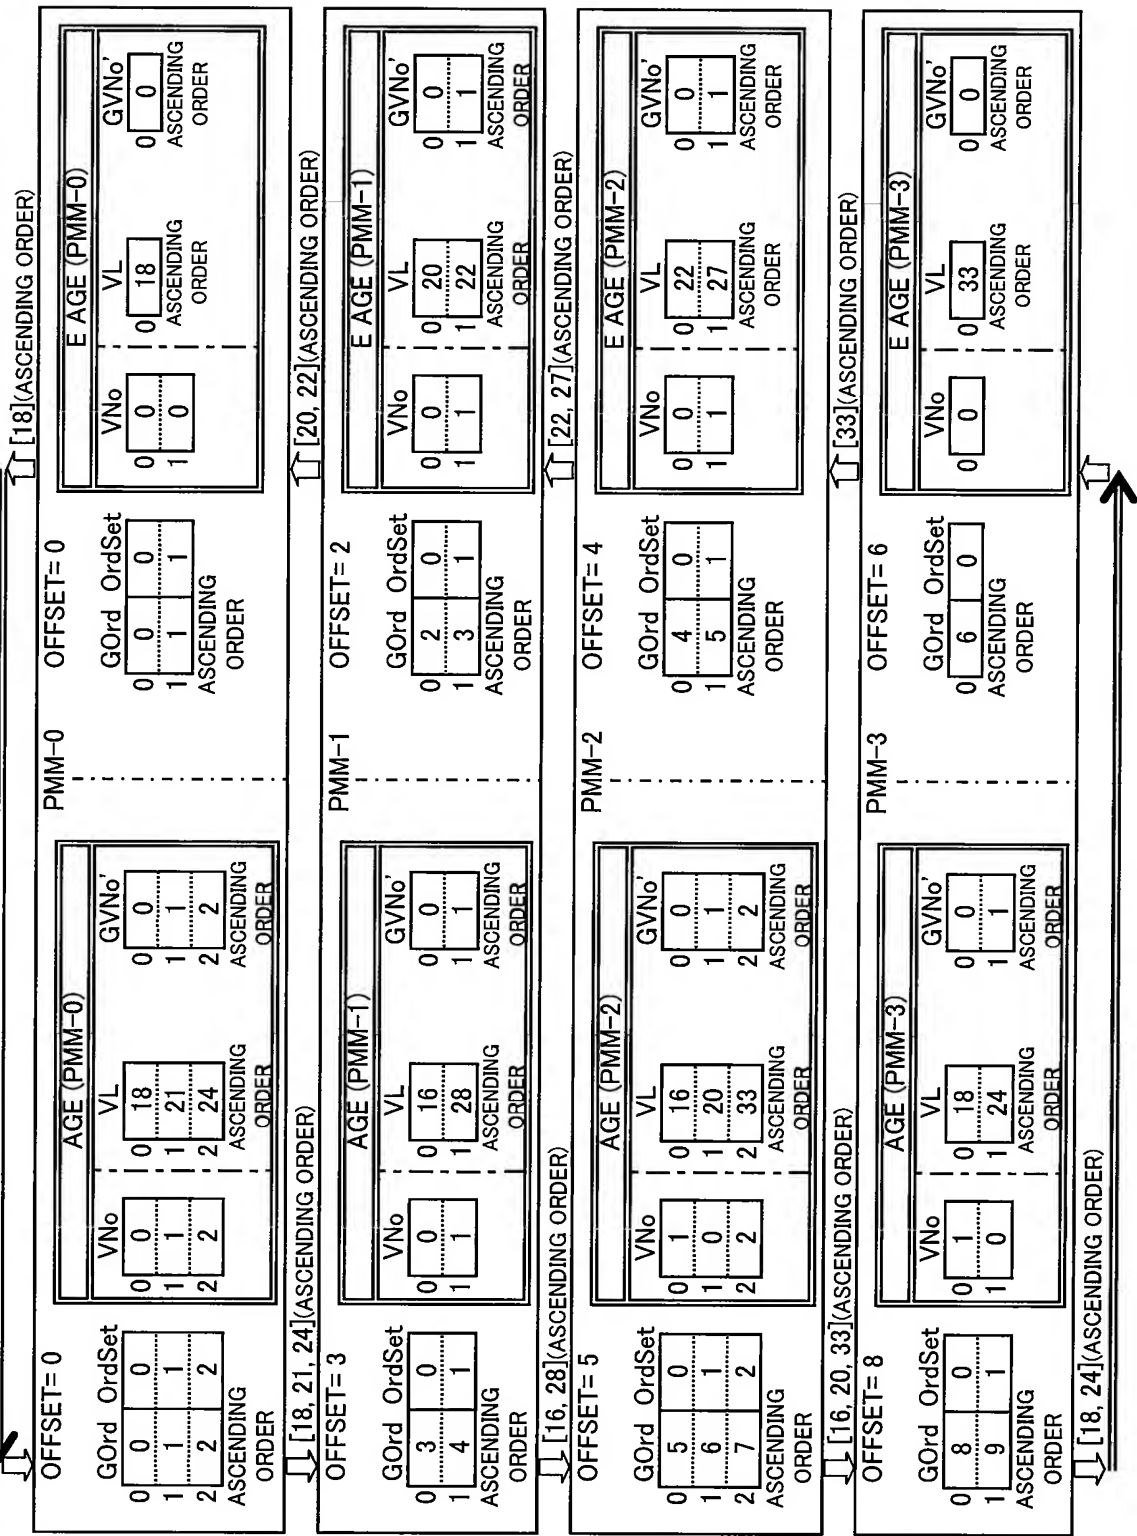 [18](ASCENDING ORDER)
OFFSET= 0
GOrd OrdSet
0 0 0
1 1 1
2 2 2
ASCENDING
ORDER
AGE (PMM-0)
VNo VL GVNo'
0 0 0 18 0 0
1 1 1 21 1 1
2 2 2 24 2 2
ASCENDING ORDER
ASCENDING ORDER
PMM-0
OFFSET= 0
GOrd OrdSet
0 0 0
1 1 1
ASCENDING
ORDER
E AGE (PMM-0)
VNo VL GVNo'
0 0 0 18 0 0
1 0
ASCENDING ORDER
ASCENDING ORDER
[18, 21, 24](ASCENDING ORDER)
[20, 22](ASCENDING ORDER)
OFFSET= 3
GOrd OrdSet
0 3 0
1 4 1
ASCENDING
ORDER
AGE (PMM-1)
VNo VL GVNo'
0 0 0 16 0 0
1 1 1 28 1 1
ASCENDING ORDER
ASCENDING ORDER
PMM-1
OFFSET= 2
GOrd OrdSet
0 2 0
1 3 1
ASCENDING
ORDER
E AGE (PMM-1)
VNo VL GVNo'
0 0 0 20 0 0
1 1 1 22 1 1
ASCENDING ORDER
ASCENDING ORDER
[16, 28](ASCENDING ORDER)
[22, 27](ASCENDING ORDER)
OFFSET= 5
GOrd OrdSet
0 5 0
1 6 1
2 7 2
ASCENDING
ORDER
AGE (PMM-2)
VNo VL GVNo'
0 1 0 16 0 0
1 0 1 20 1 1
2 2 2 33 2 2
ASCENDING ORDER
ASCENDING ORDER
PMM-2
OFFSET= 4
GOrd OrdSet
0 4 0
1 5 1
ASCENDING
ORDER
E AGE (PMM-2)
VNo VL GVNo'
0 0 0 22 0 0
1 1 1 27 1 1
ASCENDING ORDER
ASCENDING ORDER
[16, 20, 33](ASCENDING ORDER)
[33](ASCENDING ORDER)
OFFSET= 8
GOrd OrdSet
0 8 0
1 9 1
ASCENDING
ORDER
AGE (PMM-3)
VNo VL GVNo'
0 1 0 18 0 0
1 0 1 24 1 1
ASCENDING ORDER
ASCENDING ORDER
PMM-3
OFFSET= 6
GOrd OrdSet
0 6 0
ASCENDING
ORDER
E AGE (PMM-3)
VNo VL GVNo'
0 0 0 33 0 0
ASCENDING ORDER
ASCENDING ORDER
[18, 24](ASCENDING ORDER)